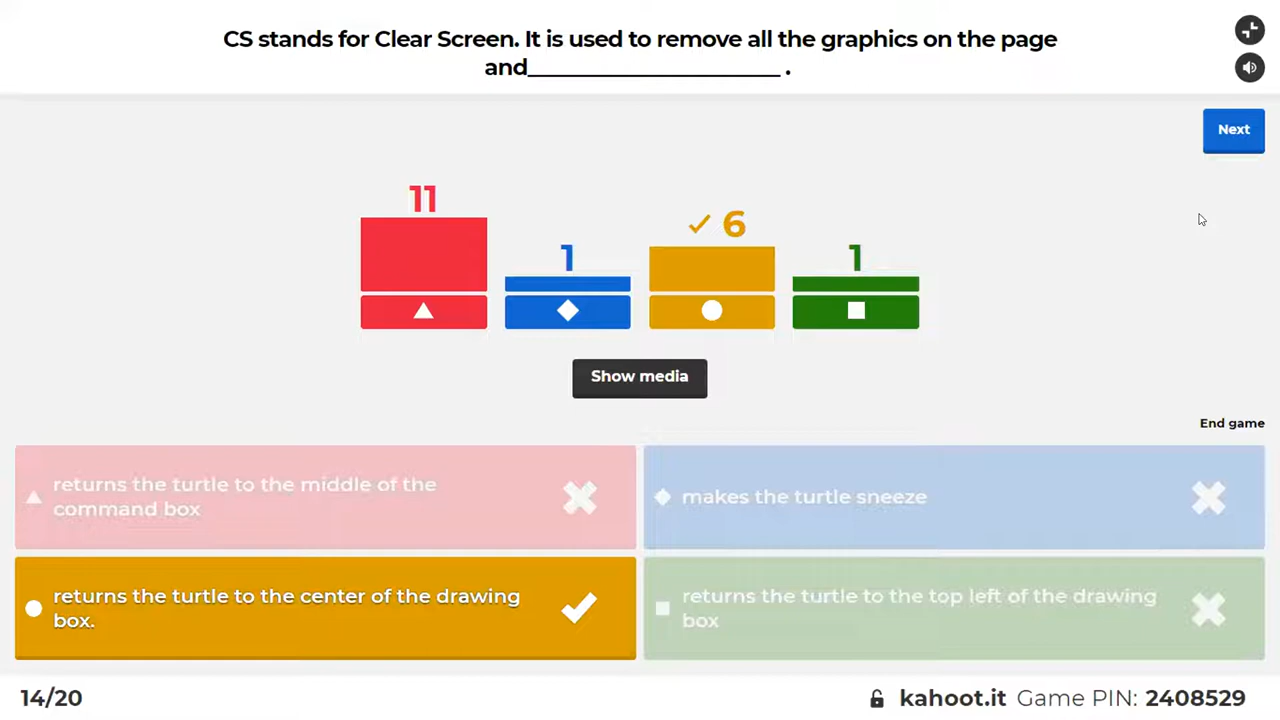 CS stands for Clear Screen. It is used to remove all the graphics on the page
and____________________ .
Next
11
1
6
1
Show media
End game
returns the turtle to the middle of the
command box
makes the turtle sneeze
returns the turtle to the center of the drawing
box.
returns the turtle to the top left of the drawing
box
14/20
kahoot.it Game PIN: 2408529